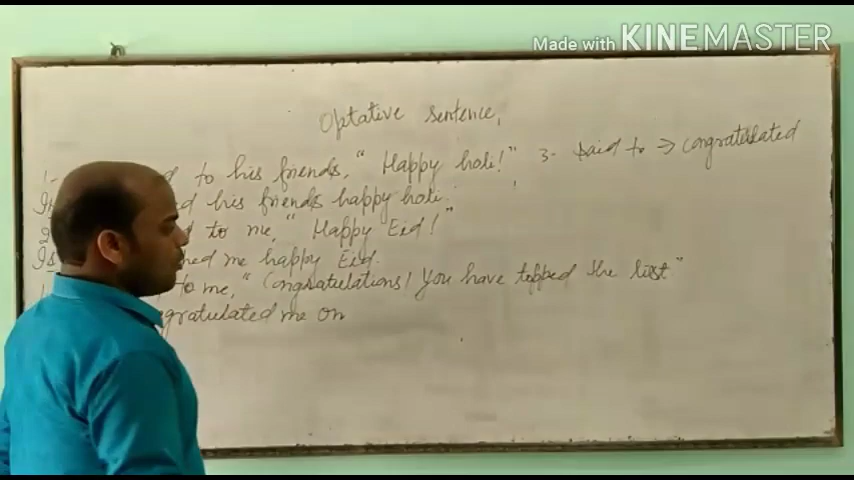 Made with KINEMASTER
Optative sentence,
1- to his friends, "Happy holi!" 3. said to ⇒ congratulated
his friends happy holi.
to me, "Happy Eid!"
me happy Eid.
to me, "Congratulations! You have topped the list"
me on